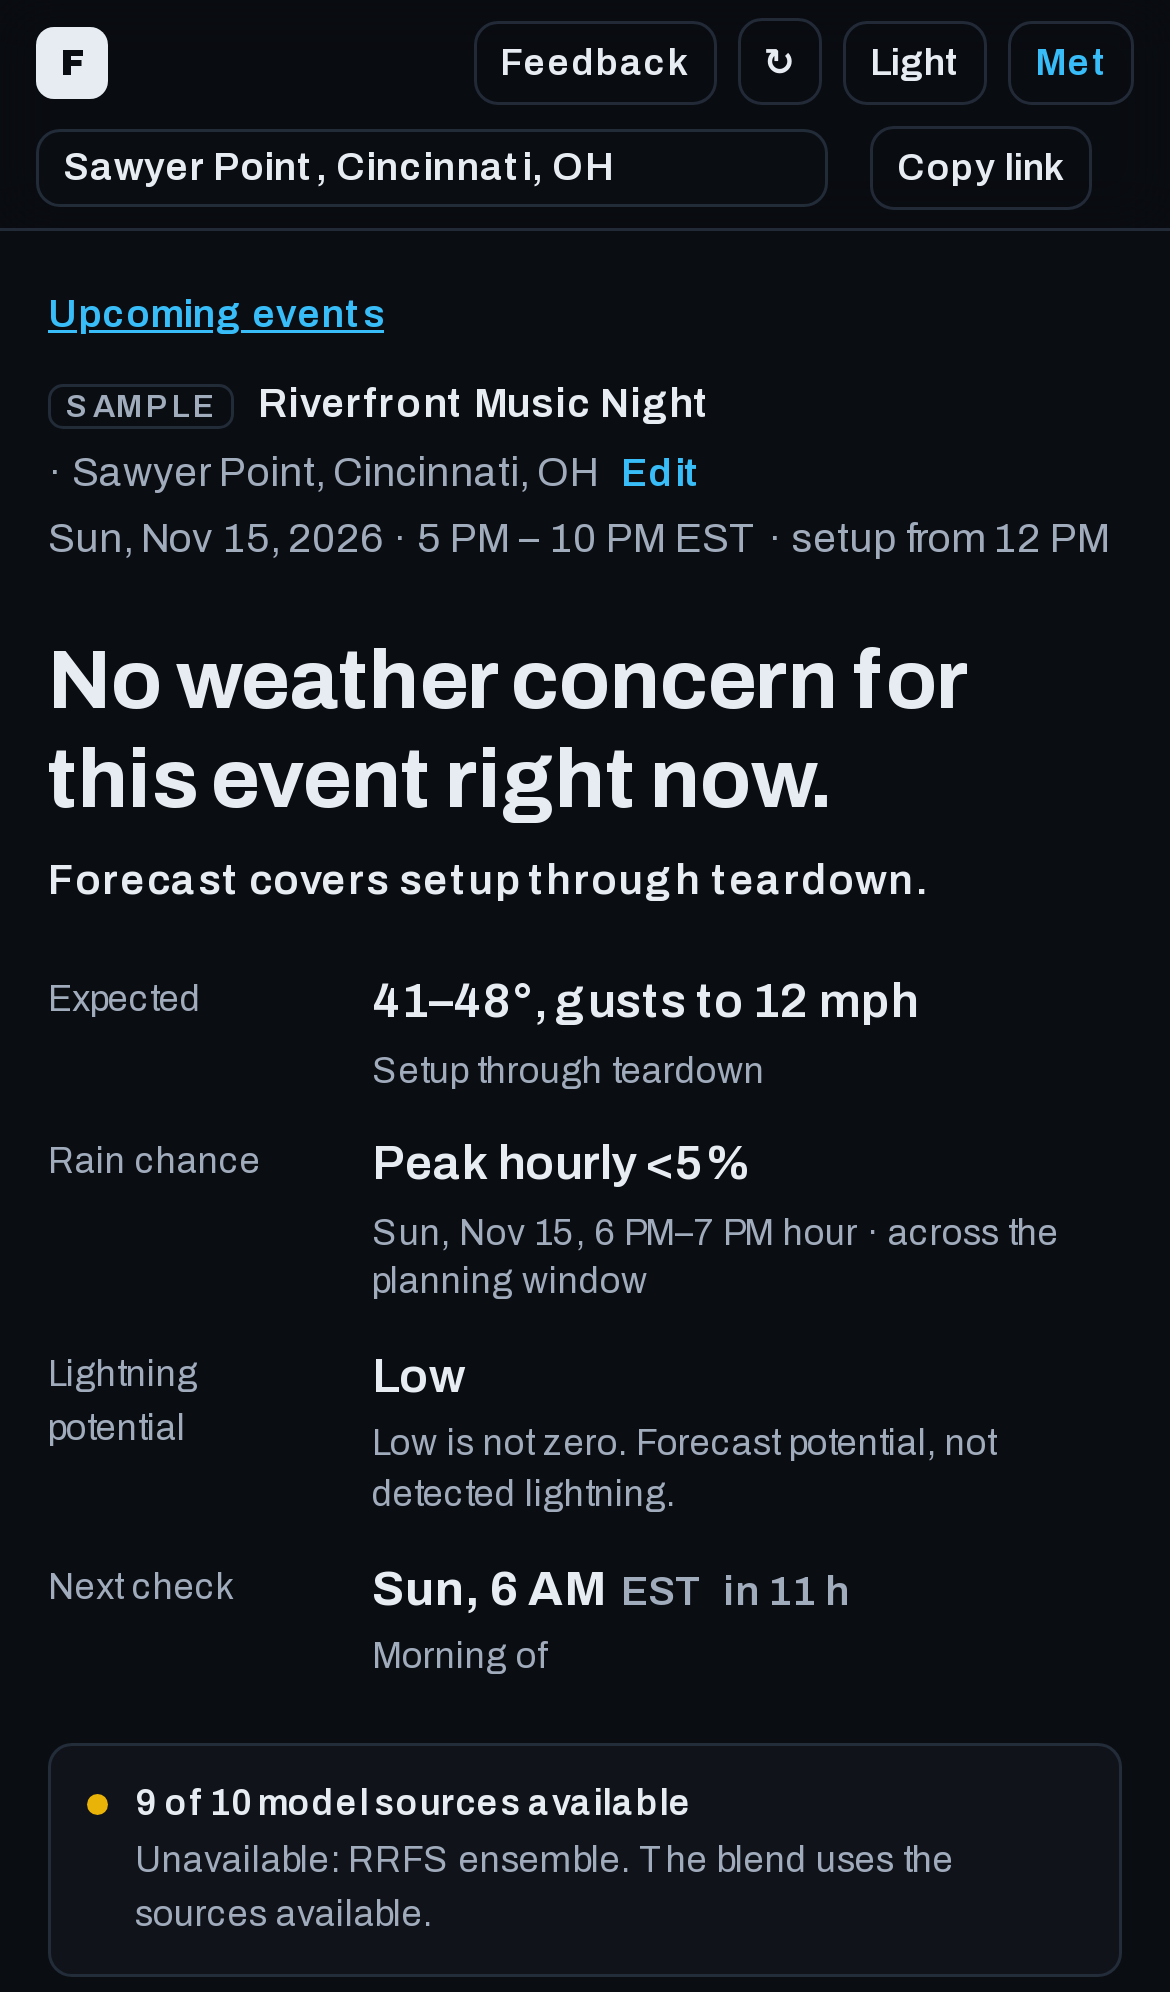 F
Feedback ↻ Light Met
Sawyer Point, Cincinnati, OH Copy link
Upcoming events
SAMPLE Riverfront Music Night
· Sawyer Point, Cincinnati, OH Edit
Sun, Nov 15, 2026 · 5 PM – 10 PM EST · setup from 12 PM
No weather concern for
this event right now.
Forecast covers setup through teardown.
Expected
41–48°, gusts to 12 mph
Setup through teardown
Rain chance
Peak hourly <5%
Sun, Nov 15, 6 PM–7 PM hour · across the
planning window
Lightning
potential
Low
Low is not zero. Forecast potential, not
detected lightning.
Next check
Sun, 6 AM EST in 11 h
Morning of
9 of 10 model sources available
Unavailable: RRFS ensemble. The blend uses the
sources available.